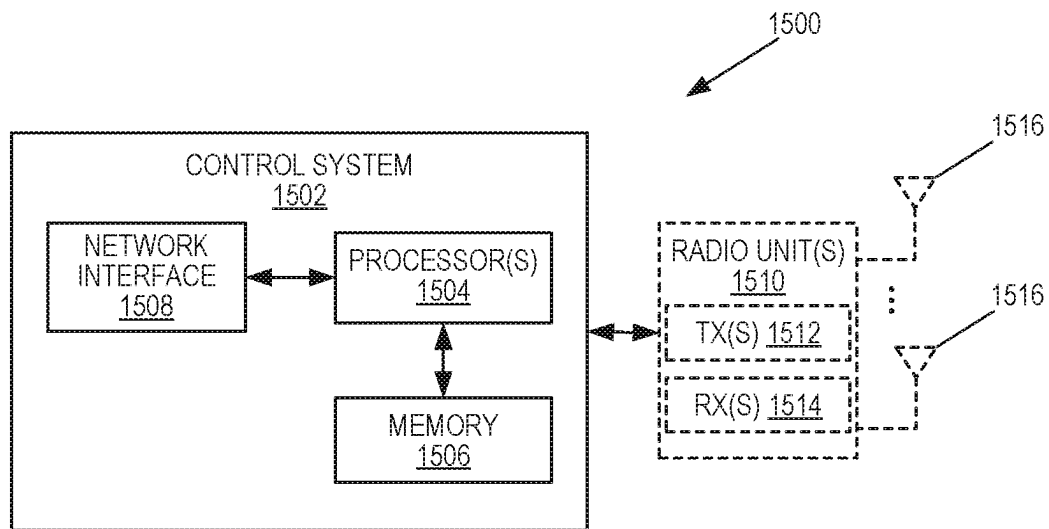 1500
1516
CONTROL SYSTEM
1502
NETWORK
INTERFACE
1508
PROCESSOR(S)
1504
MEMORY
1506
RADIO UNIT(S)
1510
TX(S) 1512
RX(S) 1514
1516